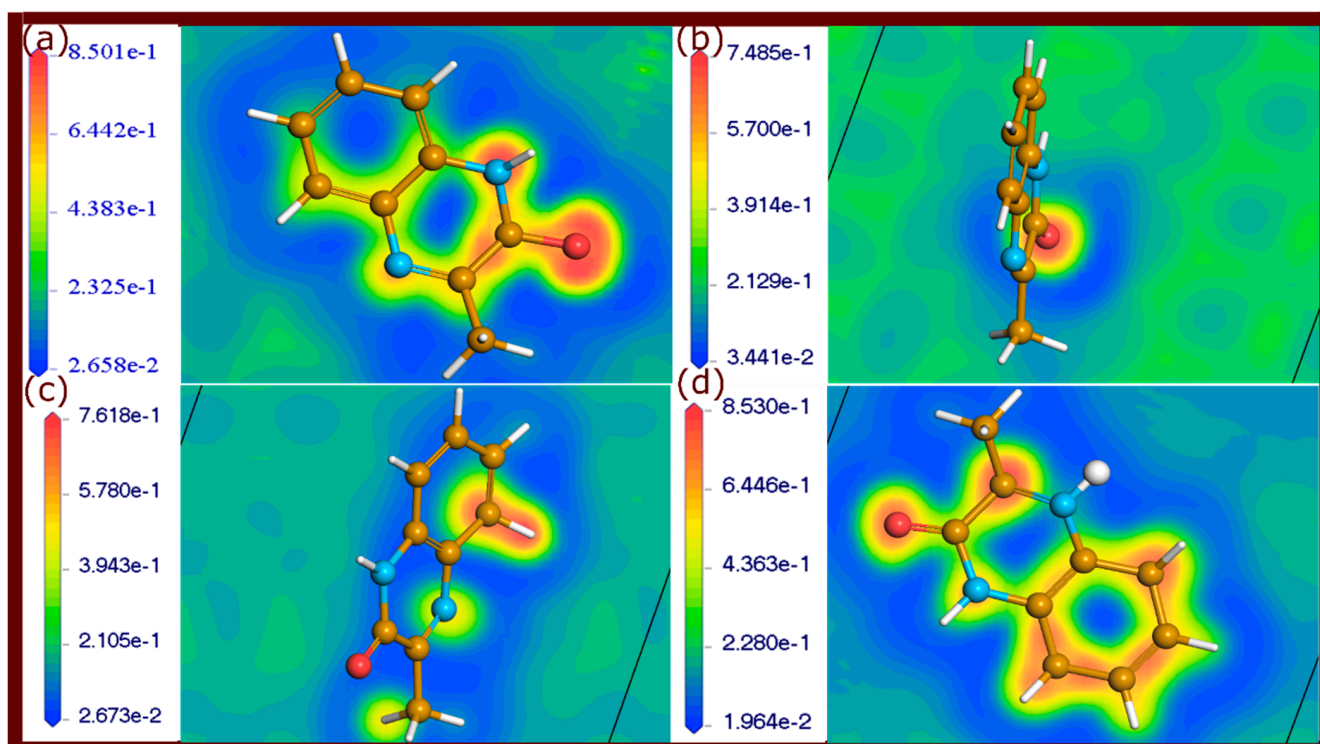 (a)
8.501e-1
6.442e-1
4.383e-1
2.325e-1
2.658e-2
(b)
7.485e-1
5.700e-1
3.914e-1
2.129e-1
3.441e-2
(c)
7.618e-1
5.780e-1
3.943e-1
2.105e-1
2.673e-2
(d)
8.530e-1
6.446e-1
4.363e-1
2.280e-1
1.964e-2